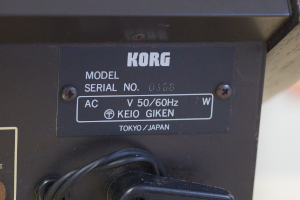 KORG
MODEL
SERIAL NO.
AC V 50/60Hz W
KEIO GIKEN
TOKYO/JAPAN